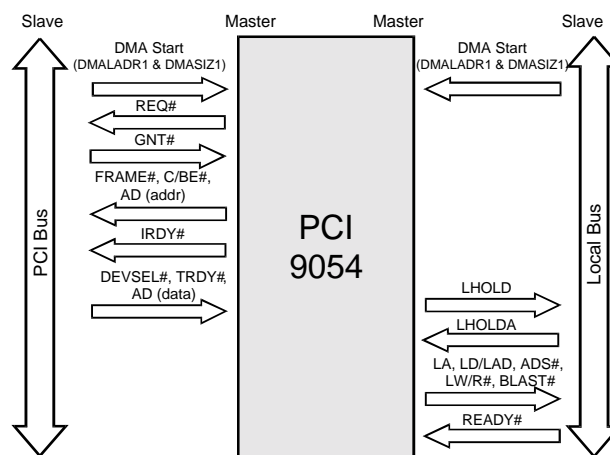 Slave
Master
Master
Slave
DMA Start
(DMALADR1 & DMASIZ1)
REQ#
GNT#
FRAME#, C/BE#,
AD (addr)
IRDY#
DEVSEL#, TRDY#,
AD (data)
PCI Bus
PCI
9054
DMA Start
(DMALADR1 & DMASIZ1)
LHOLD
LHOLDA
LA, LD/LAD, ADS#,
LW/R#, BLAST#
READY#
Local Bus